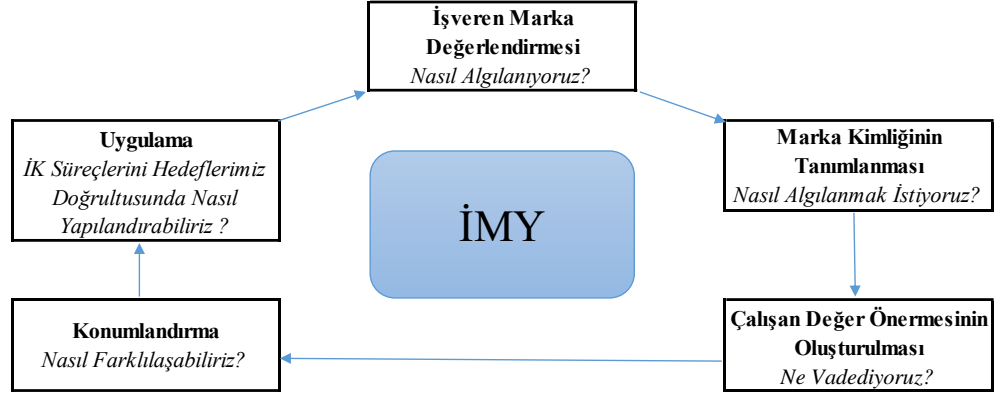 İşveren Marka
Değerlendirmesi
Nasıl Algılanıyoruz?
Uygulama
İK Süreçlerini Hedeflerimiz
Doğrultusunda Nasıl
Yapılandırabiliriz ?
İMY
Marka Kimliğinin
Tanımlanması
Nasıl Algılanmak İstiyoruz?
Konumlandırma
Nasıl Farklılaşabiliriz?
Çalışan Değer Önermesinin
Oluşturulması
Ne Vadediyoruz?